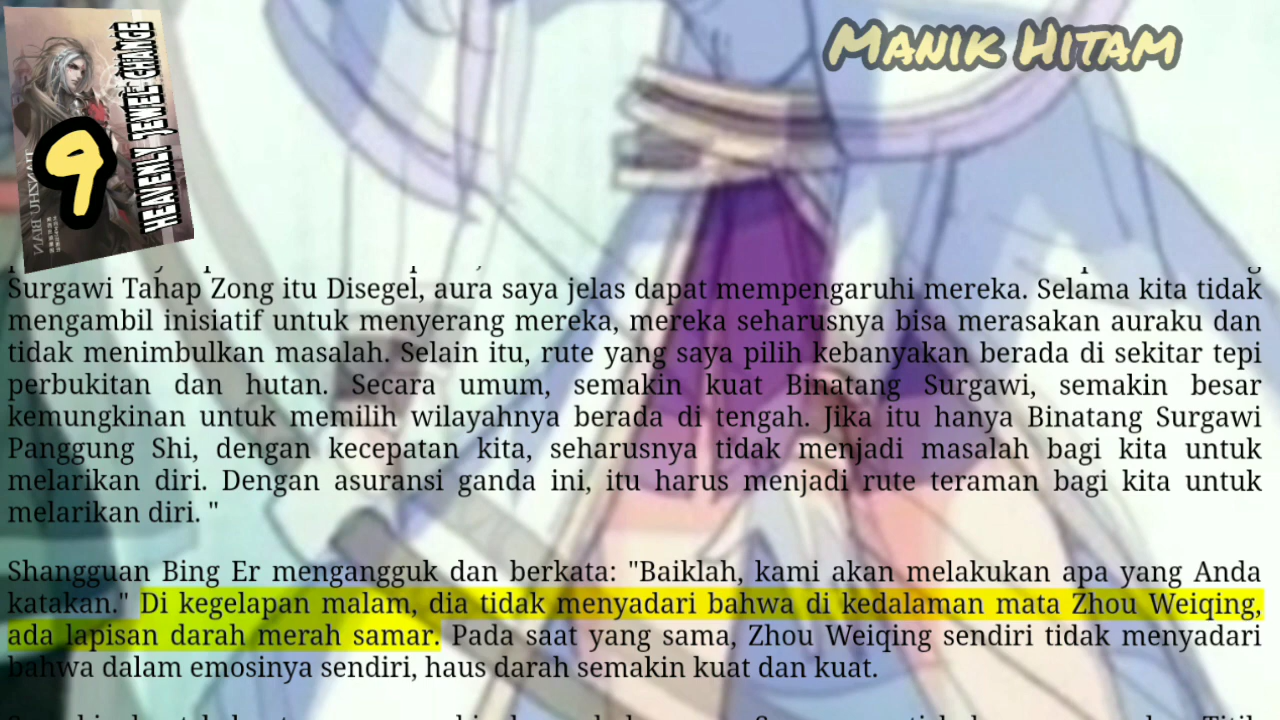 Manik Hitam
9
HEAVENLY JEWEL CHANGE
Surgawi Tahap Zong itu Disegel, aura saya jelas dapat mempengaruhi mereka. Selama kita tidak
mengambil inisiatif untuk menyerang mereka, mereka seharusnya bisa merasakan auraku dan
tidak menimbulkan masalah. Selain itu, rute yang saya pilih kebanyakan berada di sekitar tepi
perbukitan dan hutan. Secara umum, semakin kuat Binatang Surgawi, semakin besar
kemungkinan untuk memilih wilayahnya berada di tengah. Jika itu hanya Binatang Surgawi
Panggung Shi, dengan kecepatan kita, seharusnya tidak menjadi masalah bagi kita untuk
melarikan diri. Dengan asuransi ganda ini, itu harus menjadi rute teraman bagi kita untuk
melarikan diri. "
Shangguan Bing Er mengangguk dan berkata: "Baiklah, kami akan melakukan apa yang Anda
katakan." Di kegelapan malam, dia tidak menyadari bahwa di kedalaman mata Zhou Weiqing,
ada lapisan darah merah samar. Pada saat yang sama, Zhou Weiqing sendiri tidak menyadari
bahwa dalam emosinya sendiri, haus darah semakin kuat dan kuat.